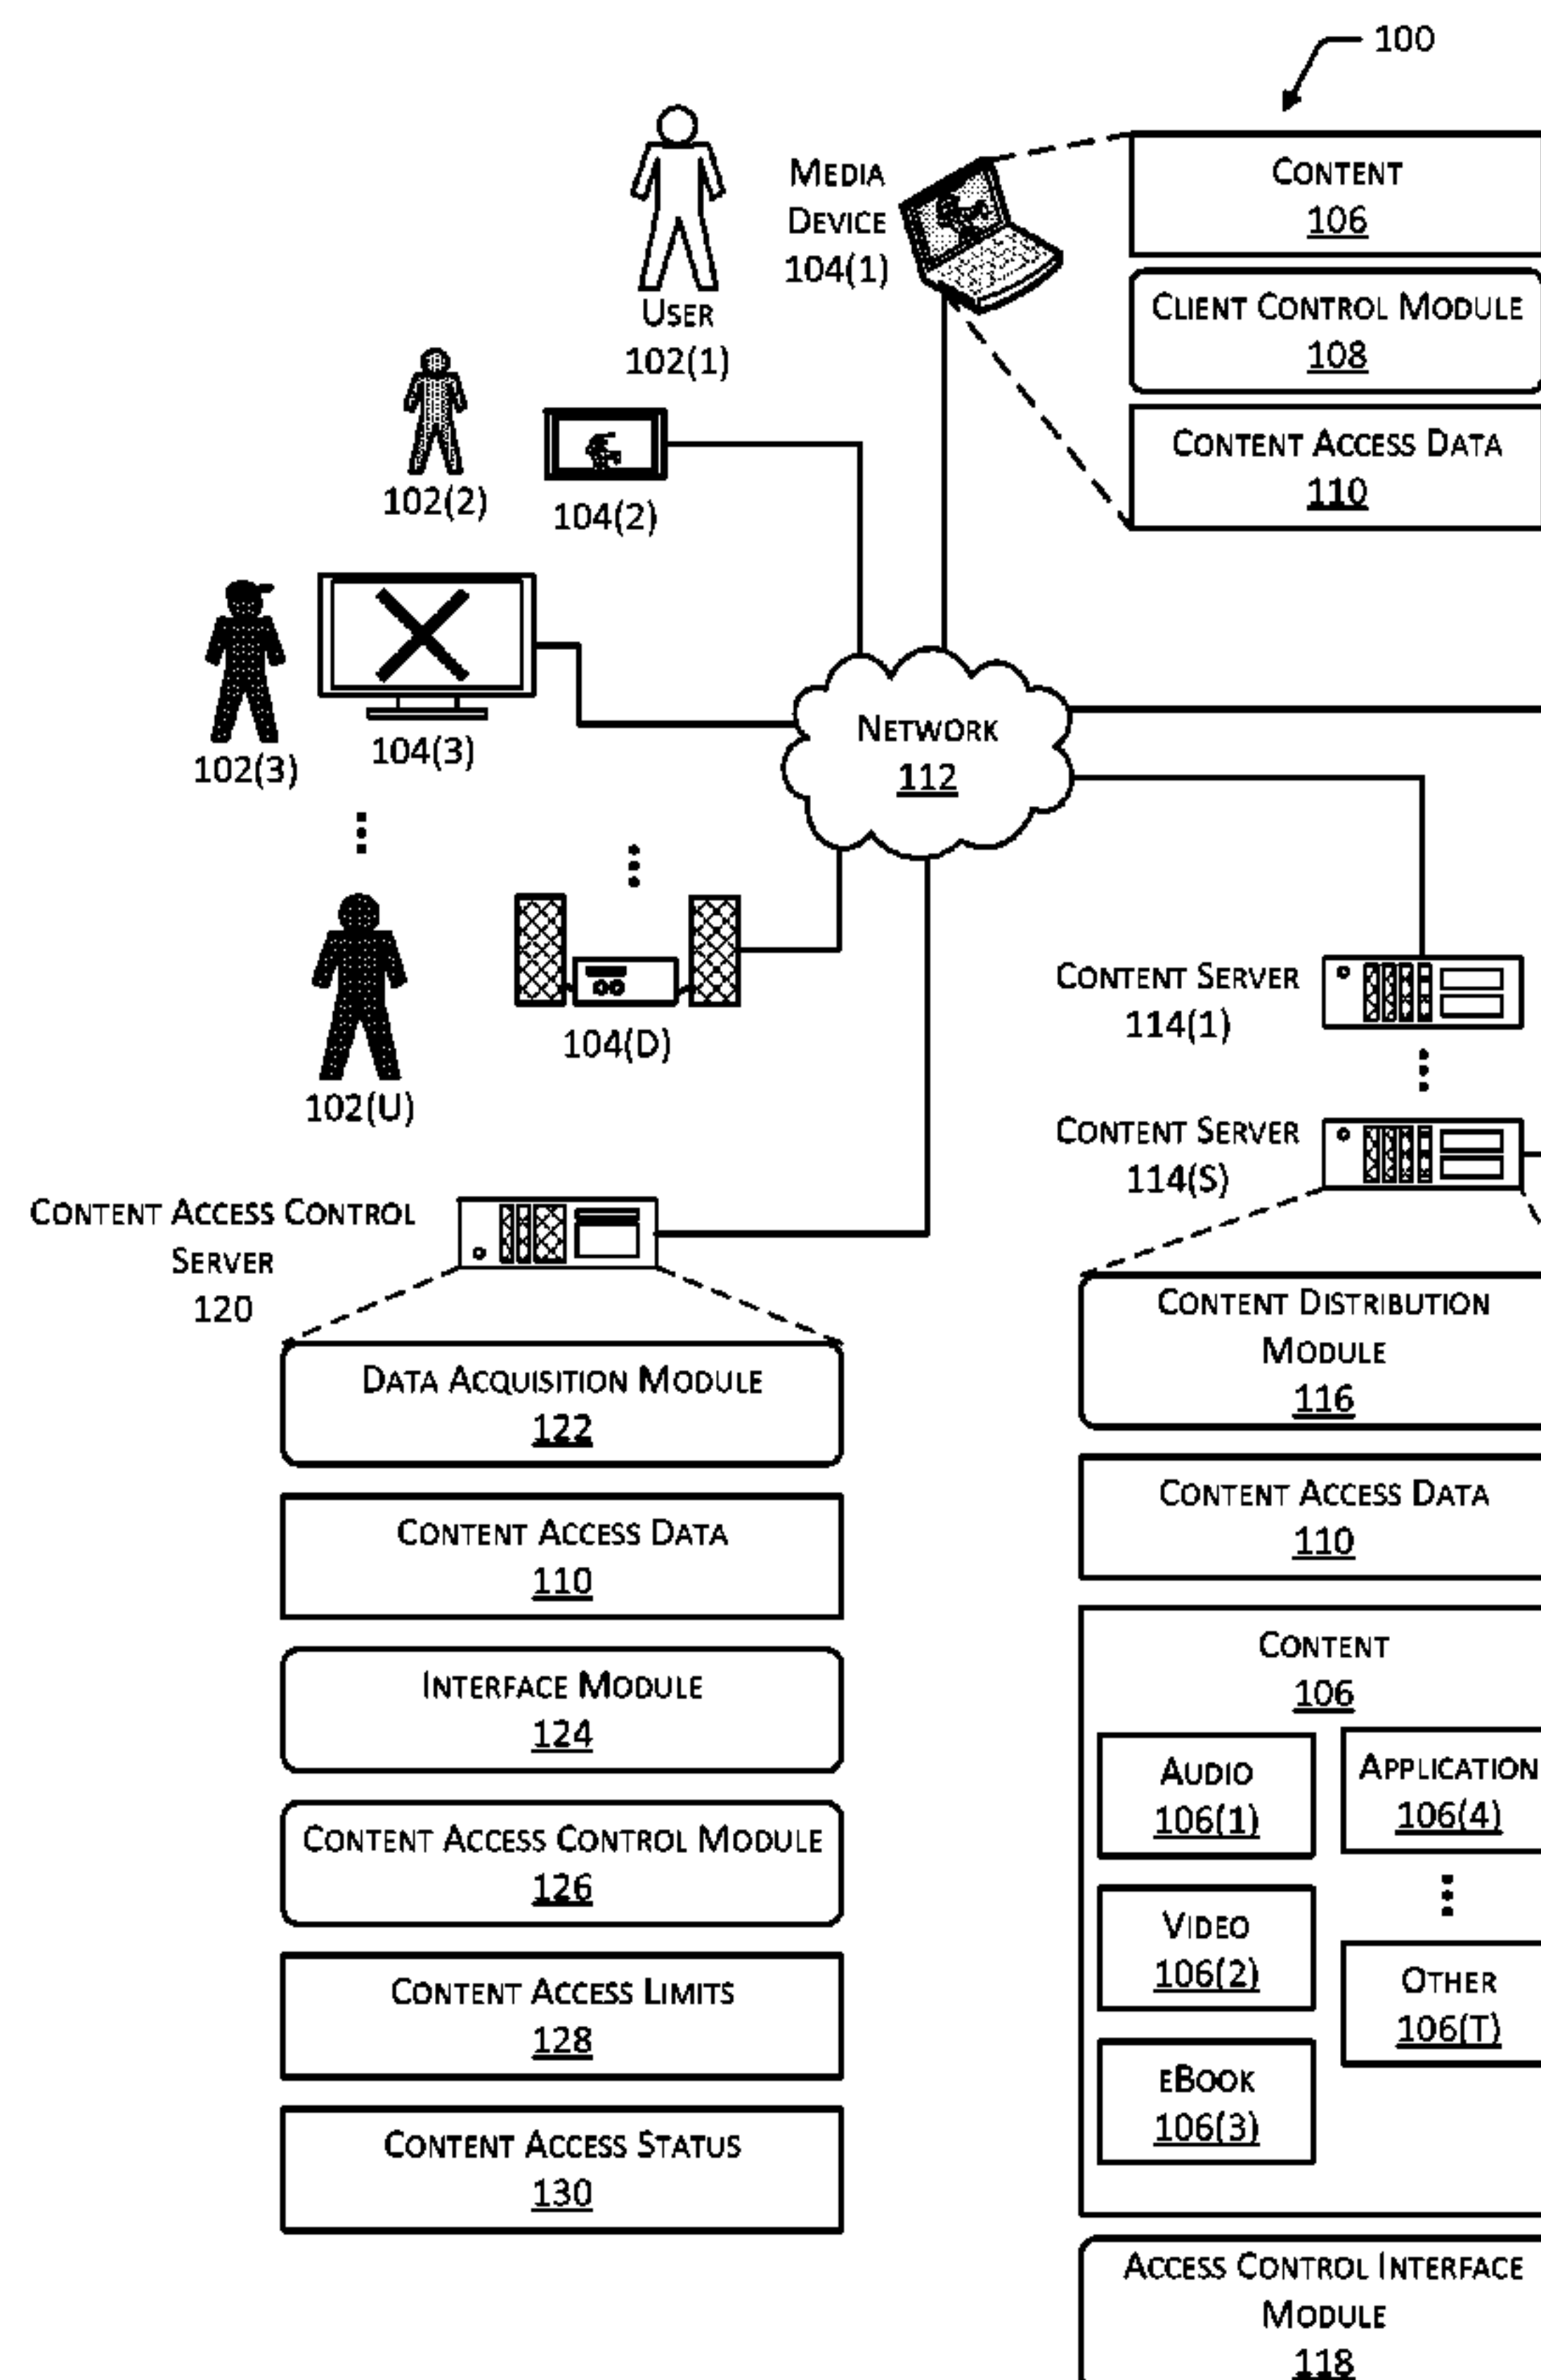 100
MEDIA
DEVICE
104(1)
USER
102(1)
CONTENT
106
CLIENT CONTROL MODULE
108
CONTENT ACCESS DATA
110
102(2)
104(2)
102(3)
104(3)
NETWORK
112
102(U)
104(D)
CONTENT SERVER
114(1)
CONTENT SERVER
114(S)
CONTENT ACCESS CONTROL
SERVER
120
DATA ACQUISITION MODULE
122
CONTENT ACCESS DATA
110
INTERFACE MODULE
124
CONTENT ACCESS CONTROL MODULE
126
CONTENT ACCESS LIMITS
128
CONTENT ACCESS STATUS
130
CONTENT DISTRIBUTION
MODULE
116
CONTENT ACCESS DATA
110
CONTENT
106
AUDIO
106(1)
VIDEO
106(2)
EBOOK
106(3)
APPLICATION
106(4)
OTHER
106(T)
ACCESS CONTROL INTERFACE
MODULE
118